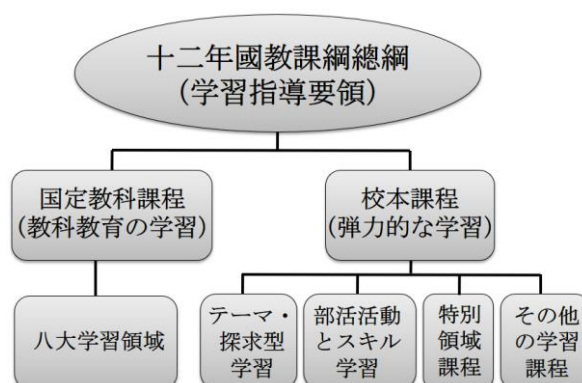 十二年國教課綱總綱
(学習指導要領)
国定教科課程
(教科教育の学習)
校本課程
(弾力的な学習)
八大学習領域
テーマ・
探求型
学習
部活活動
とスキル
学習
特別
領域
課程
その他
の学習
課程